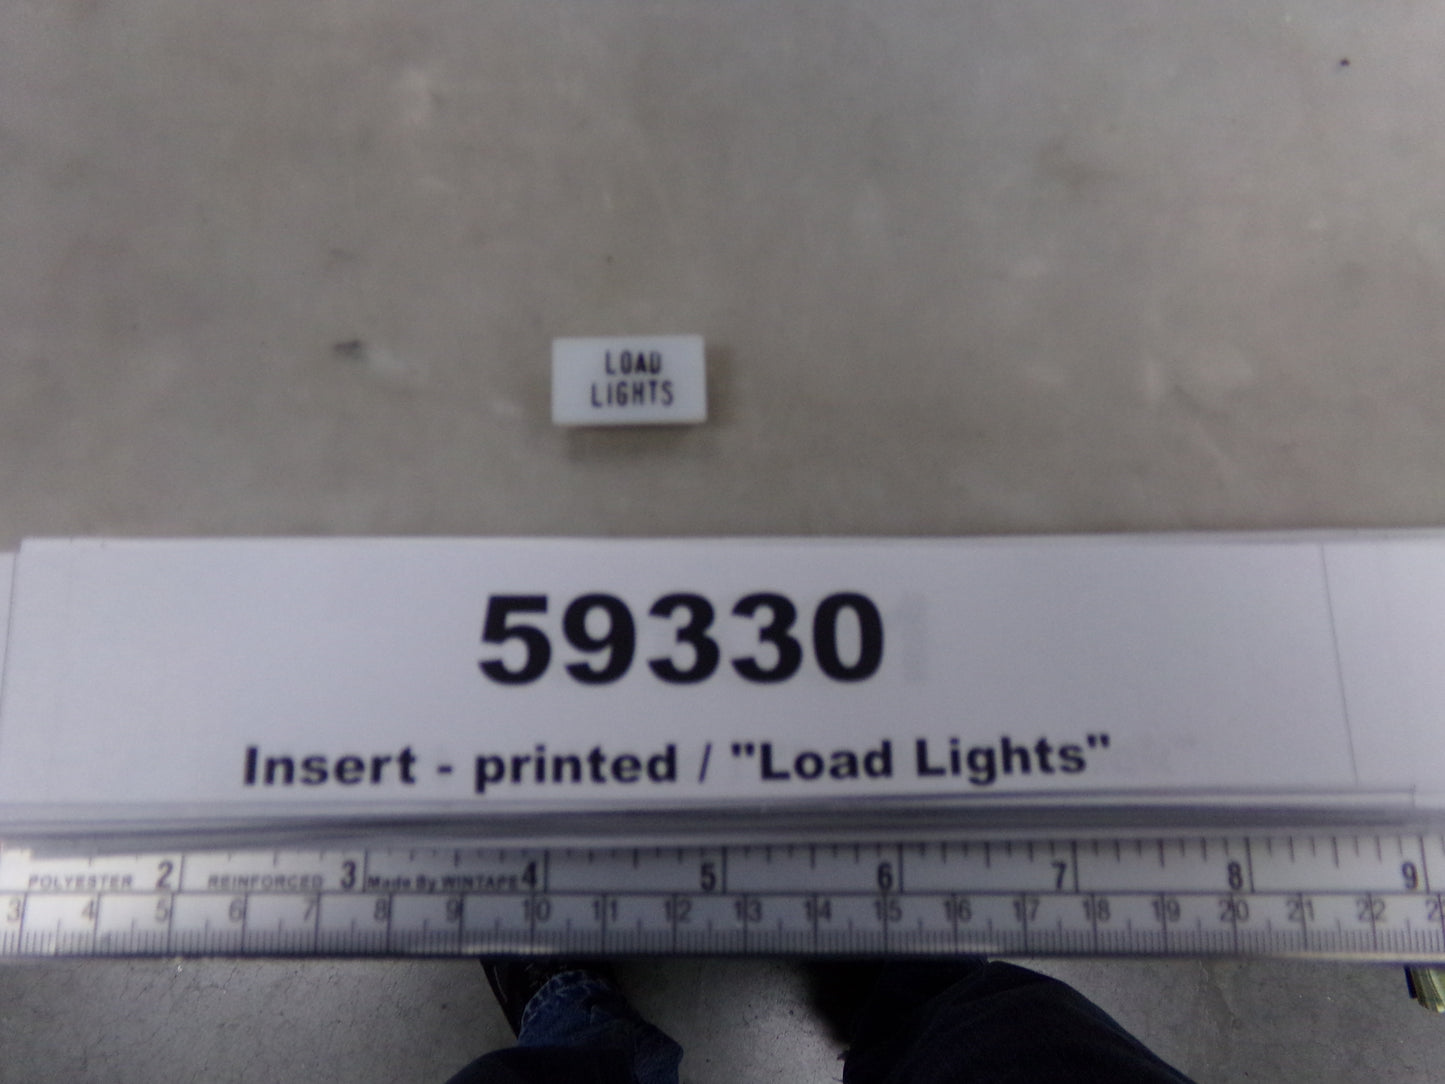 LOAD
LIGHTS
59330
Insert - printed / "Load Lights"
POLYESTER 2 REINFORCED 3 Made By WINTAPE 4 5 6 7 8 9
3 4 5 6 7 8 9 10 11 12 13 14 15 16 17 18 19 20 21 22